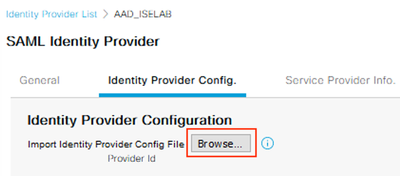 Identity Provider List > AAD_ISELAB
SAML Identity Provider
General Identity Provider Config. Service Provider Info.
Identity Provider Configuration
Import Identity Provider Config File Browse...
Provider Id